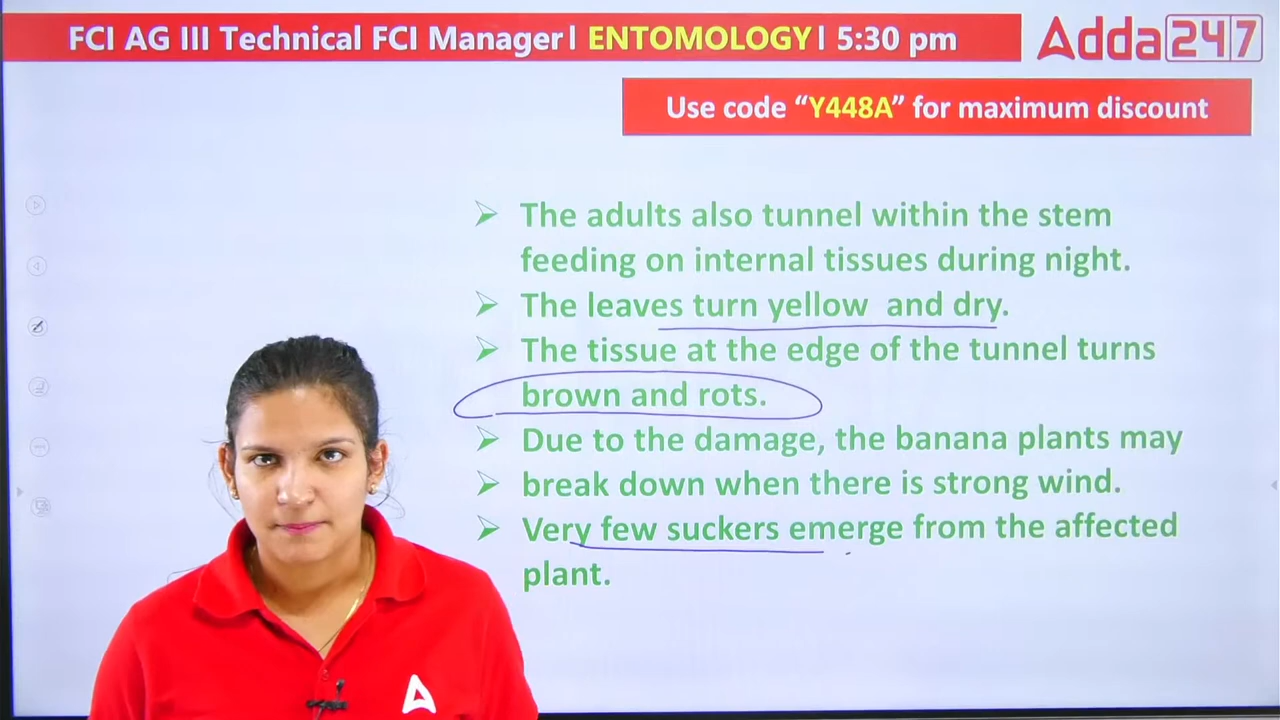 FCI AG III Technical FCI Manager| ENTOMOLOGY| 5:30 pm
Adda247
Use code “Y448A” for maximum discount
The adults also tunnel within the stem
feeding on internal tissues during night.
The leaves turn yellow and dry.
The tissue at the edge of the tunnel turns
brown and rots.
Due to the damage, the banana plants may
break down when there is strong wind.
Very few suckers emerge from the affected
plant.